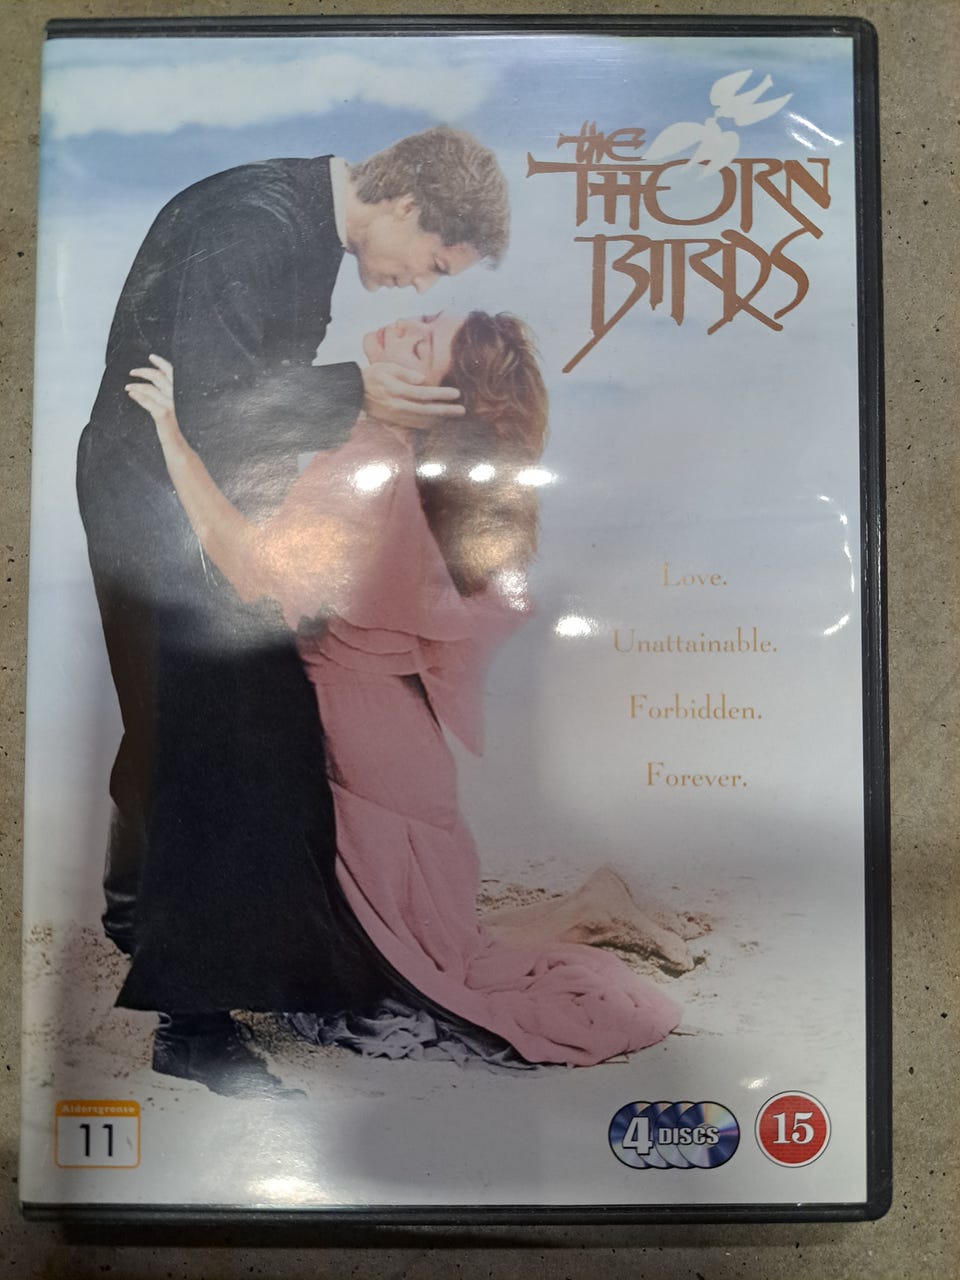 the
THORN
BIRDS
Love.
Unattainable.
Forbidden.
Forever.
Aldersgrense
11
4 DISCS
15